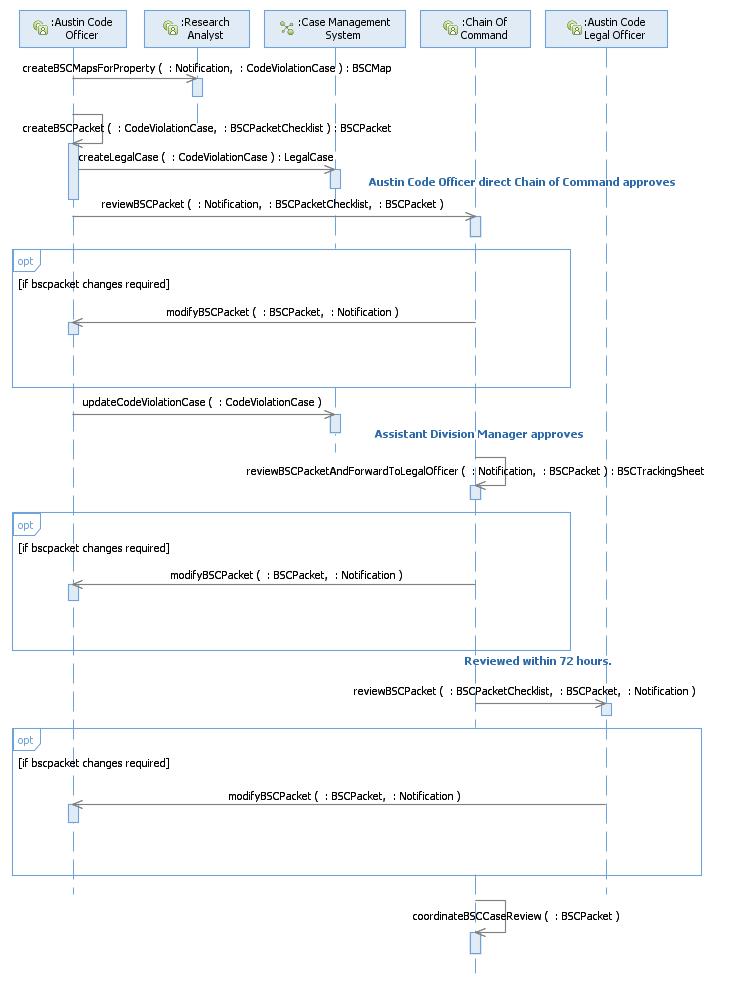 :Austin Code
Officer
:Research
Analyst
:Case Management
System
:Chain Of
Command
:Austin Code
Legal Officer
createBSCMapsForProperty ( : Notification, : CodeViolationCase ) : BSCMap
createBSCPacket ( : CodeViolationCase, : BSCPacketChecklist ) : BSCPacket
createLegalCase ( : CodeViolationCase ) : LegalCase
Austin Code Officer direct Chain of Command approves
reviewBSCPacket ( : Notification, : BSCPacketChecklist, : BSCPacket )
opt
[if bscpacket changes required]
modifyBSCPacket ( : BSCPacket, : Notification )
updateCodeViolationCase ( : CodeViolationCase )
Assistant Division Manager approves
reviewBSCPacketAndForwardToLegalOfficer ( : Notification, : BSCPacket ) : BSCTrackingSheet
opt
[if bscpacket changes required]
modifyBSCPacket ( : BSCPacket, : Notification )
Reviewed within 72 hours.
reviewBSCPacket ( : BSCPacketChecklist, : BSCPacket, : Notification )
opt
[if bscpacket changes required]
modifyBSCPacket ( : BSCPacket, : Notification )
coordinateBSCCaseReview ( : BSCPacket )